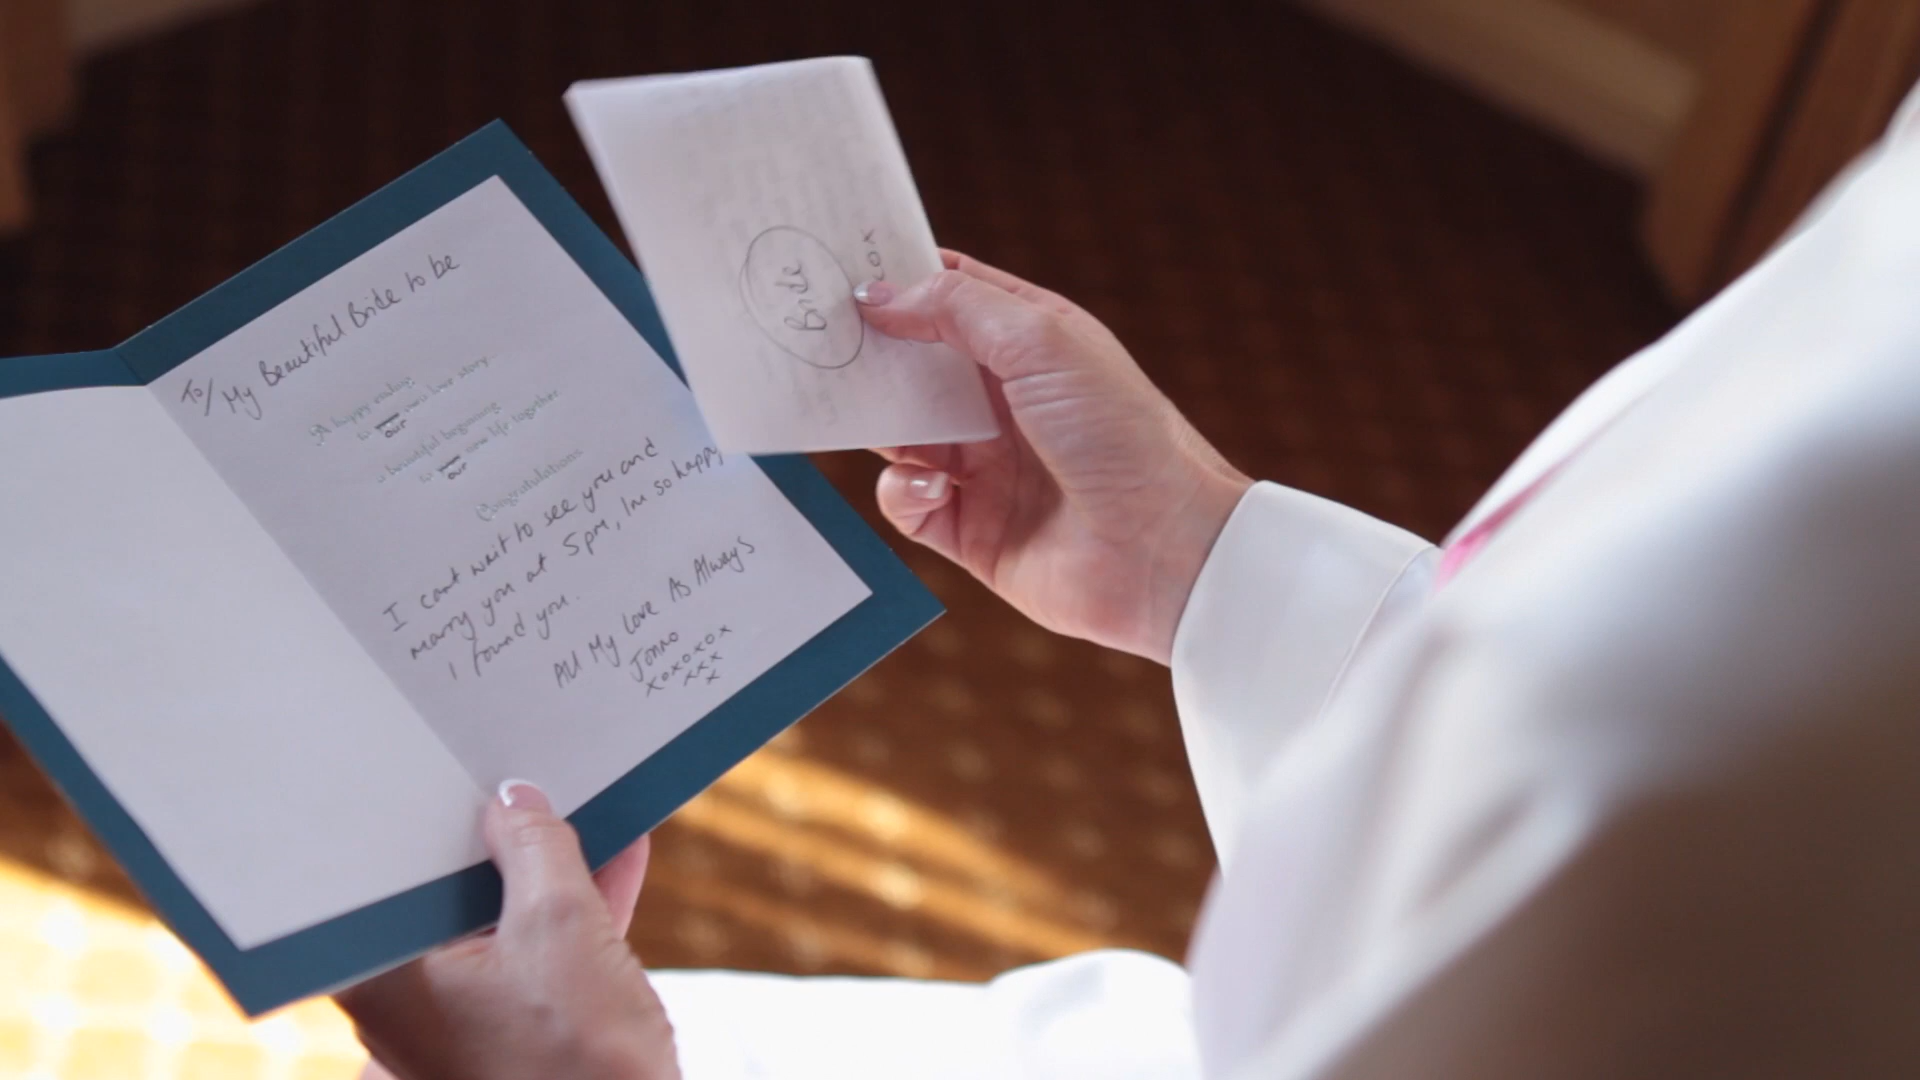 To/ My Beautiful Bride to be
A happy ending
to your own love story
our
a beautiful beginning
to your new life together
our
Congratulations
I cant wait to see you and
marry you at 5pm, Im so happy
I found you.
All My Love As Always
Jonno
xoxoxox
xxx
x
Bride